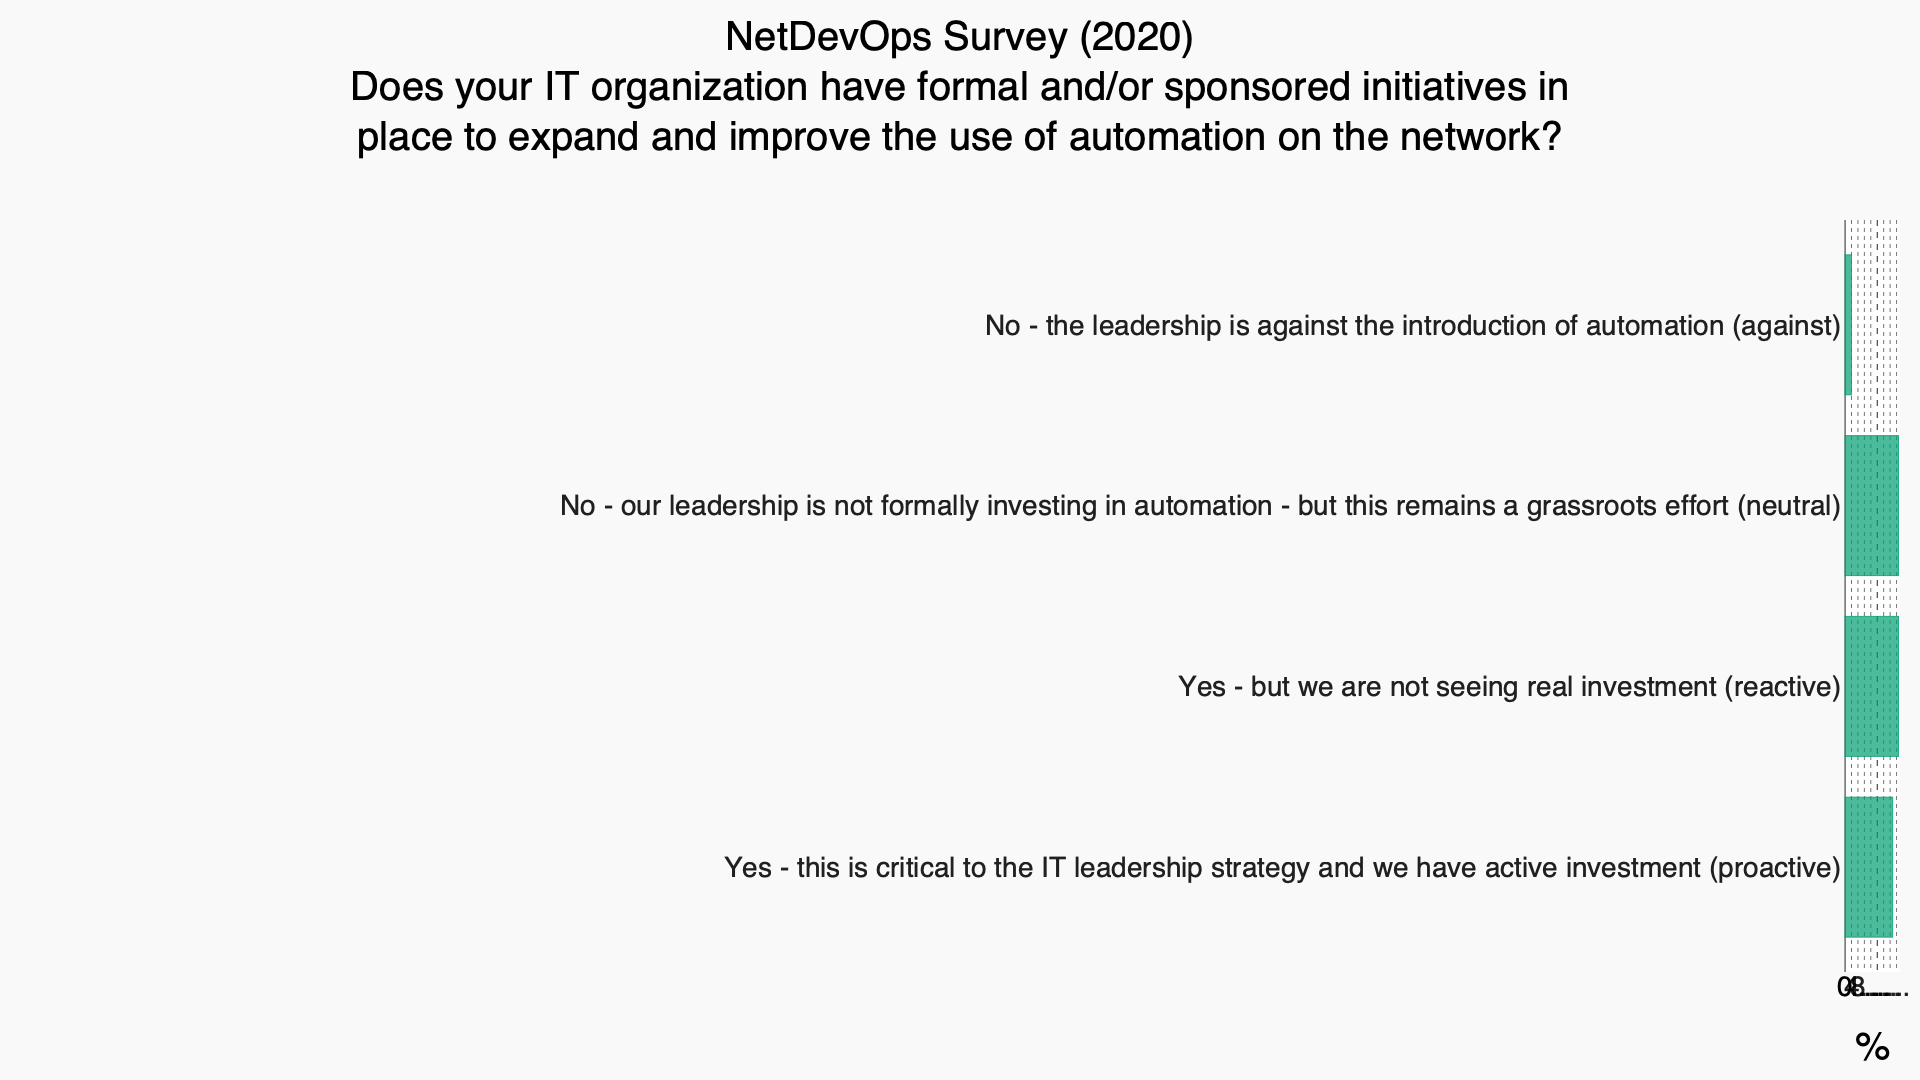 NetDevOps Survey (2020)
Does your IT organization have formal and/or sponsored initiatives in
place to expand and improve the use of automation on the network?
No - the leadership is against the introduction of automation (against)
No - our leadership is not formally investing in automation - but this remains a grassroots effort (neutral)
Yes - but we are not seeing real investment (reactive)
Yes - this is critical to the IT leadership strategy and we have active investment (proactive)
%